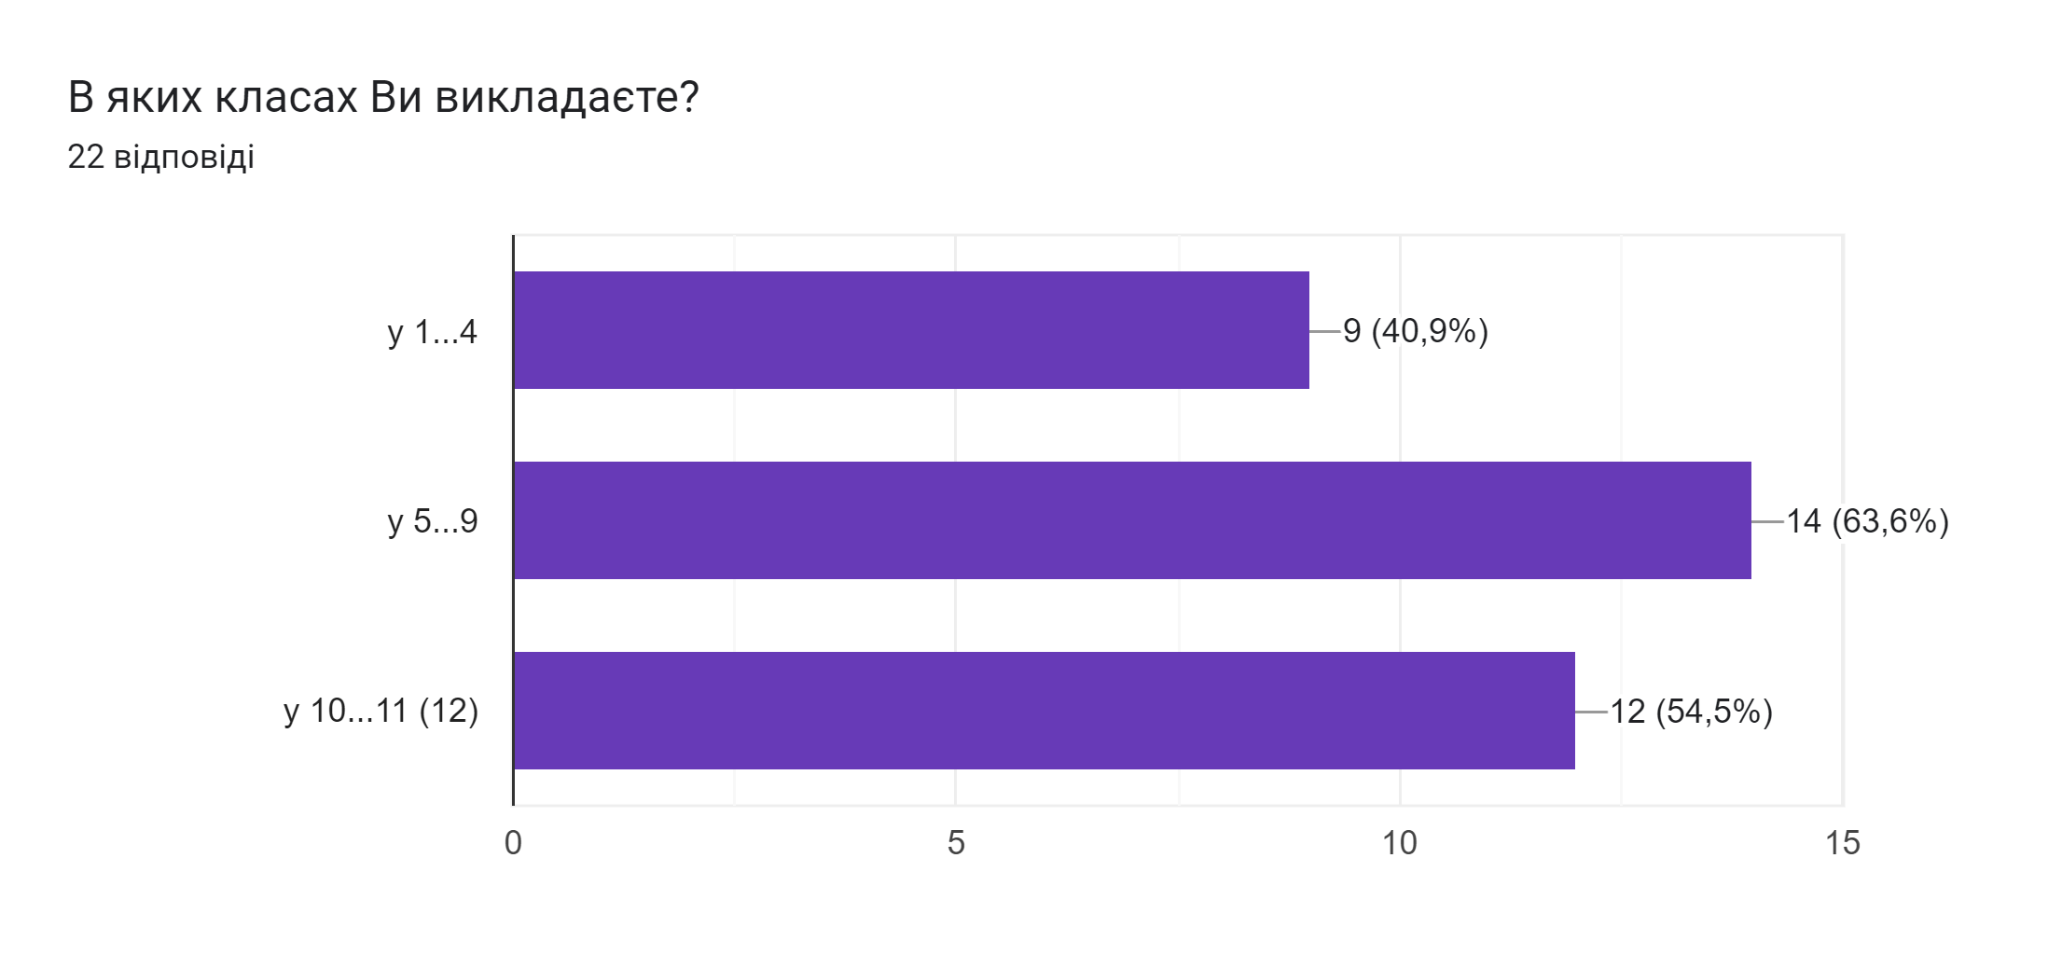 В яких класах Ви викладаєте?
22 відповіді
у 1...4
9 (40,9%)
у 5...9
14 (63,6%)
у 10...11 (12)
12 (54,5%)
0 5 10 15